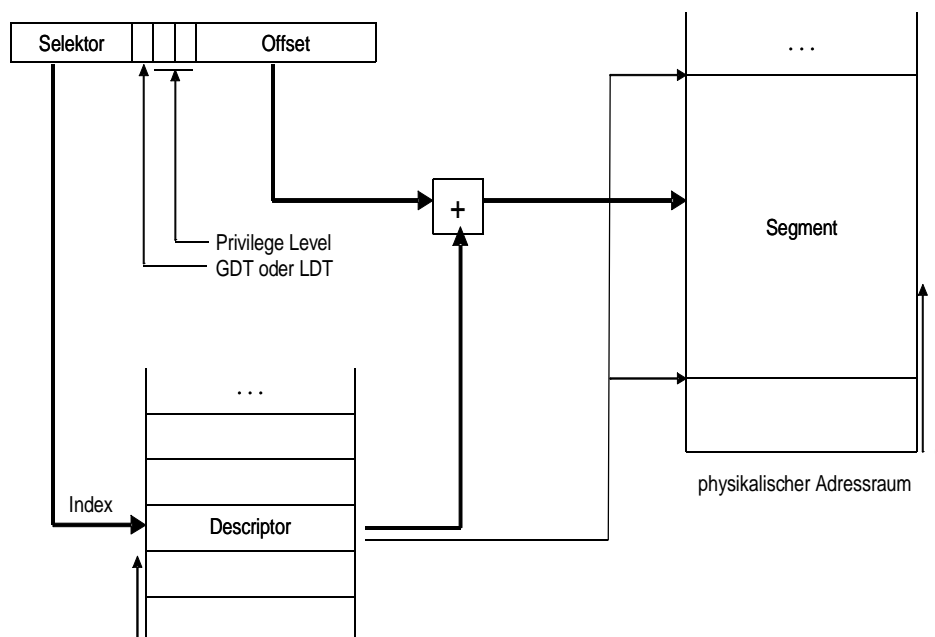 Selektor
Offset
. . .
+
Segment
Privilege Level
GDT oder LDT
. . .
physikalischer Adressraum
Index
Descriptor